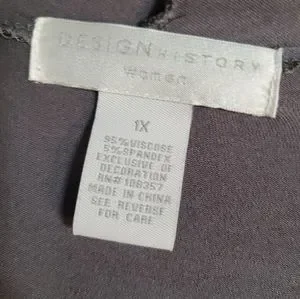 DESIGN HISTORY
Women
1X
95% VISCOSE
5% SPANDEX
EXCLUSIVE OF
DECORATION
RN# 108357
MADE IN CHINA
SEE REVERSE
FOR CARE